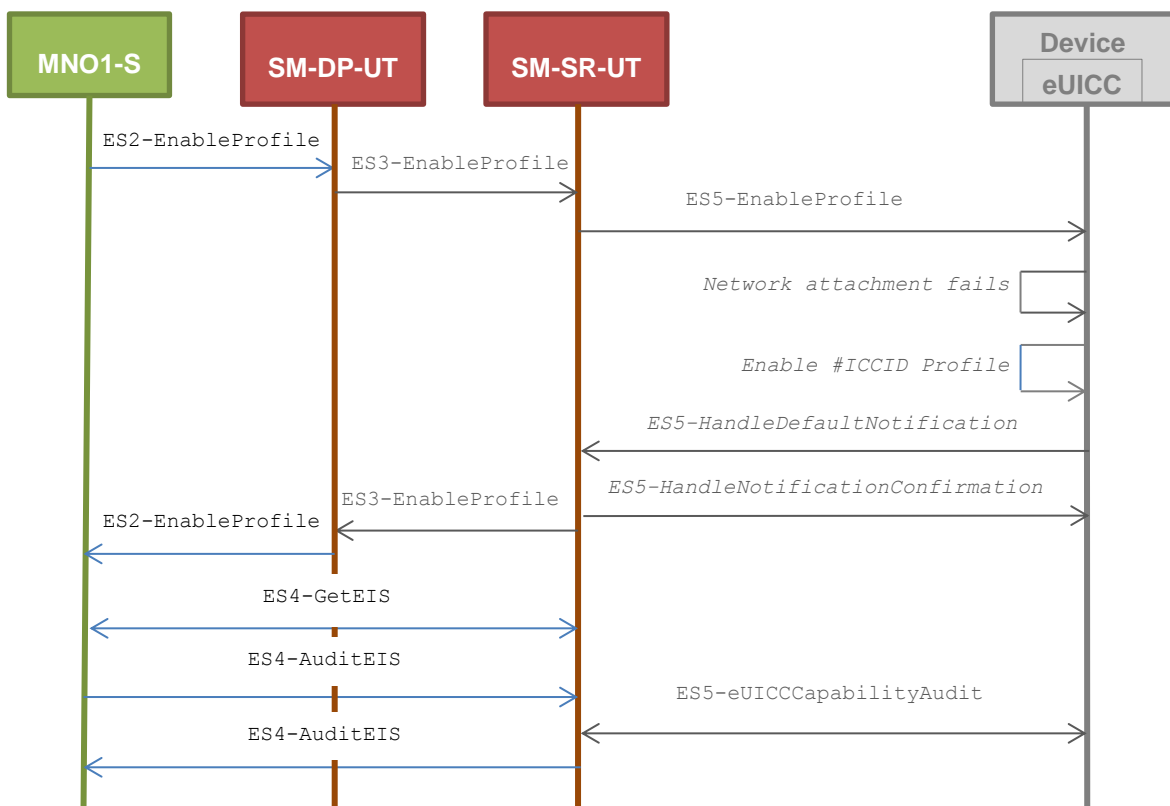 MNO1-S
SM-DP-UT
SM-SR-UT
Device
eUICC
ES2-EnableProfile
ES3-EnableProfile
ES5-EnableProfile
Network attachment fails
Enable #ICCID Profile
ES5-HandleDefaultNotification
ES5-HandleNotificationConfirmation
ES3-EnableProfile
ES2-EnableProfile
ES4-GetEIS
ES4-AuditEIS
ES5-eUICCCapabilityAudit
ES4-AuditEIS